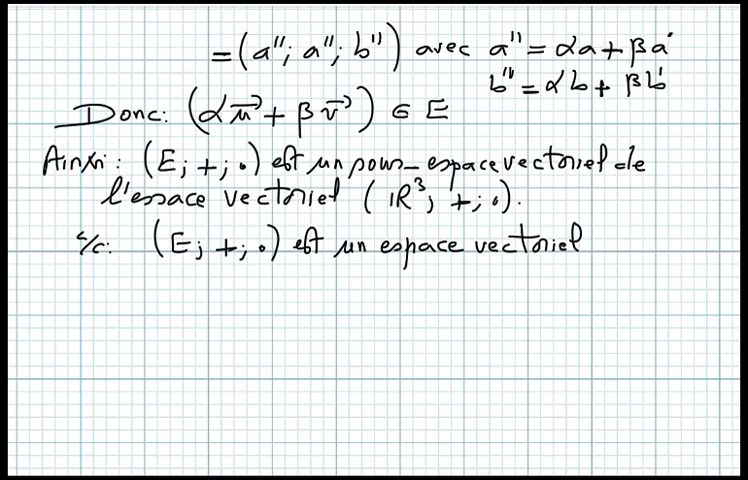 = (a"; a"; b") avec a" = αa + βa'
b" = αb + βb'
Donc: (αu⃗ + βv⃗) ∈ E
Ainsi: (E; +; .) est un sous-espace vectoriel de
l'espace vectoriel (IR³; +; .).
c/c: (E; +; .) est un espace vectoriel